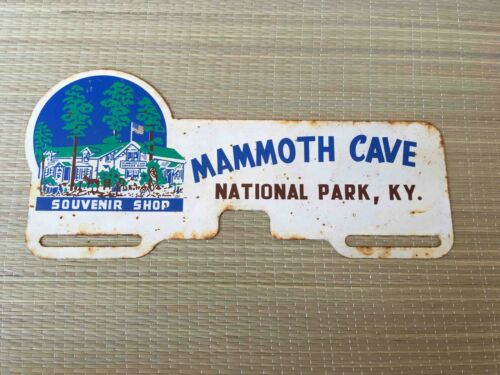 MAMMOTH CAVE
NATIONAL PARK, KY.
SOUVENIR SHOP